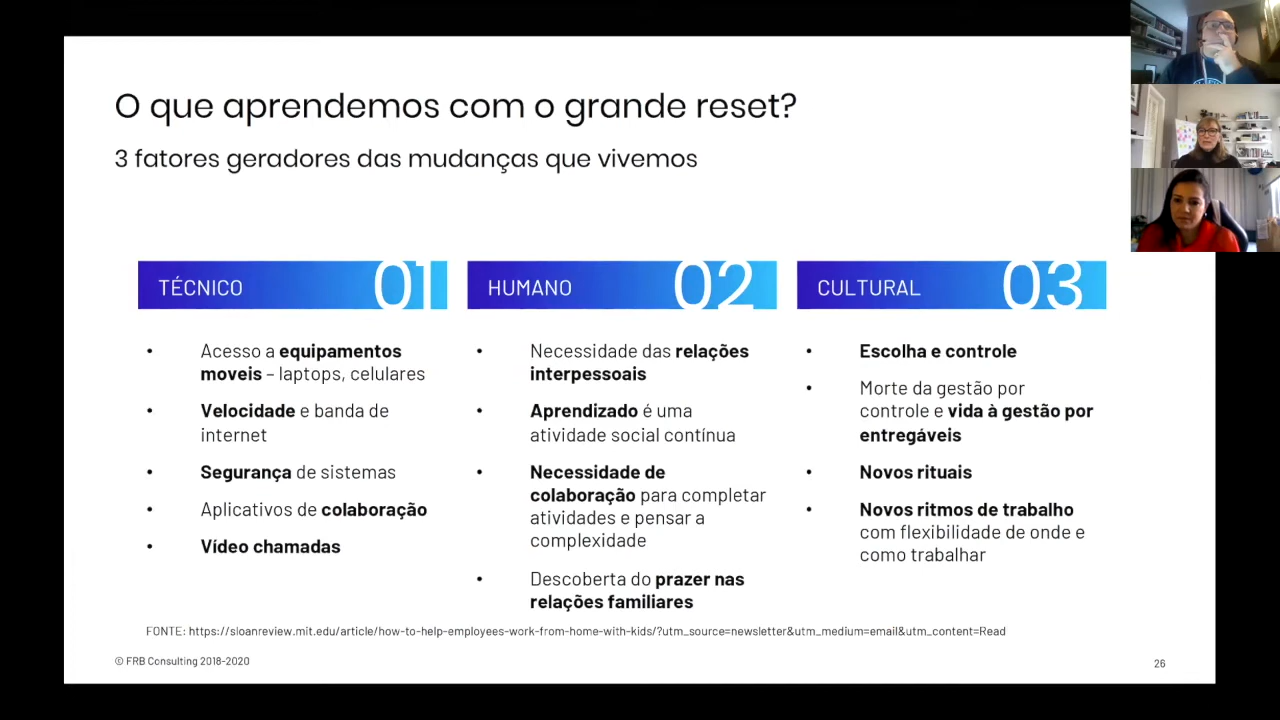 O que aprendemos com o grande reset?
3 fatores geradores das mudanças que vivemos
TÉCNICO 01
• Acesso a equipamentos
moveis – laptops, celulares
• Velocidade e banda de
internet
• Segurança de sistemas
• Aplicativos de colaboração
• Vídeo chamadas
HUMANO 02
• Necessidade das relações
interpessoais
• Aprendizado é uma
atividade social contínua
• Necessidade de
colaboração para completar
atividades e pensar a
complexidade
• Descoberta do prazer nas
relações familiares
CULTURAL 03
• Escolha e controle
• Morte da gestão por
controle e vida à gestão por
entregáveis
• Novos rituais
• Novos ritmos de trabalho
com flexibilidade de onde e
como trabalhar
FONTE: https://sloanreview.mit.edu/article/how-to-help-employees-work-from-home-with-kids/?utm_source=newsletter&utm_medium=email&utm_content=Read
© FRB Consulting 2018-2020
26